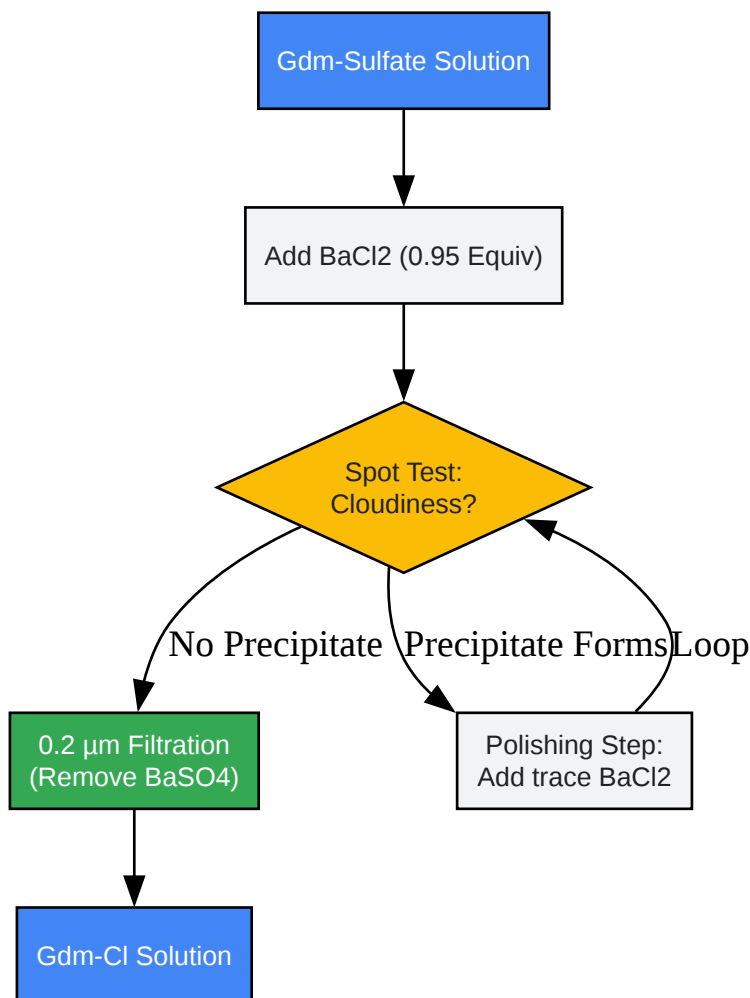 Gdm-Sulfate Solution
Add BaCl2 (0.95 Equiv)
Spot Test:
Cloudiness?
No Precipitate
Precipitate Forms
Loop
0.2 µm Filtration
(Remove BaSO4)
Polishing Step:
Add trace BaCl2
Gdm-Cl Solution